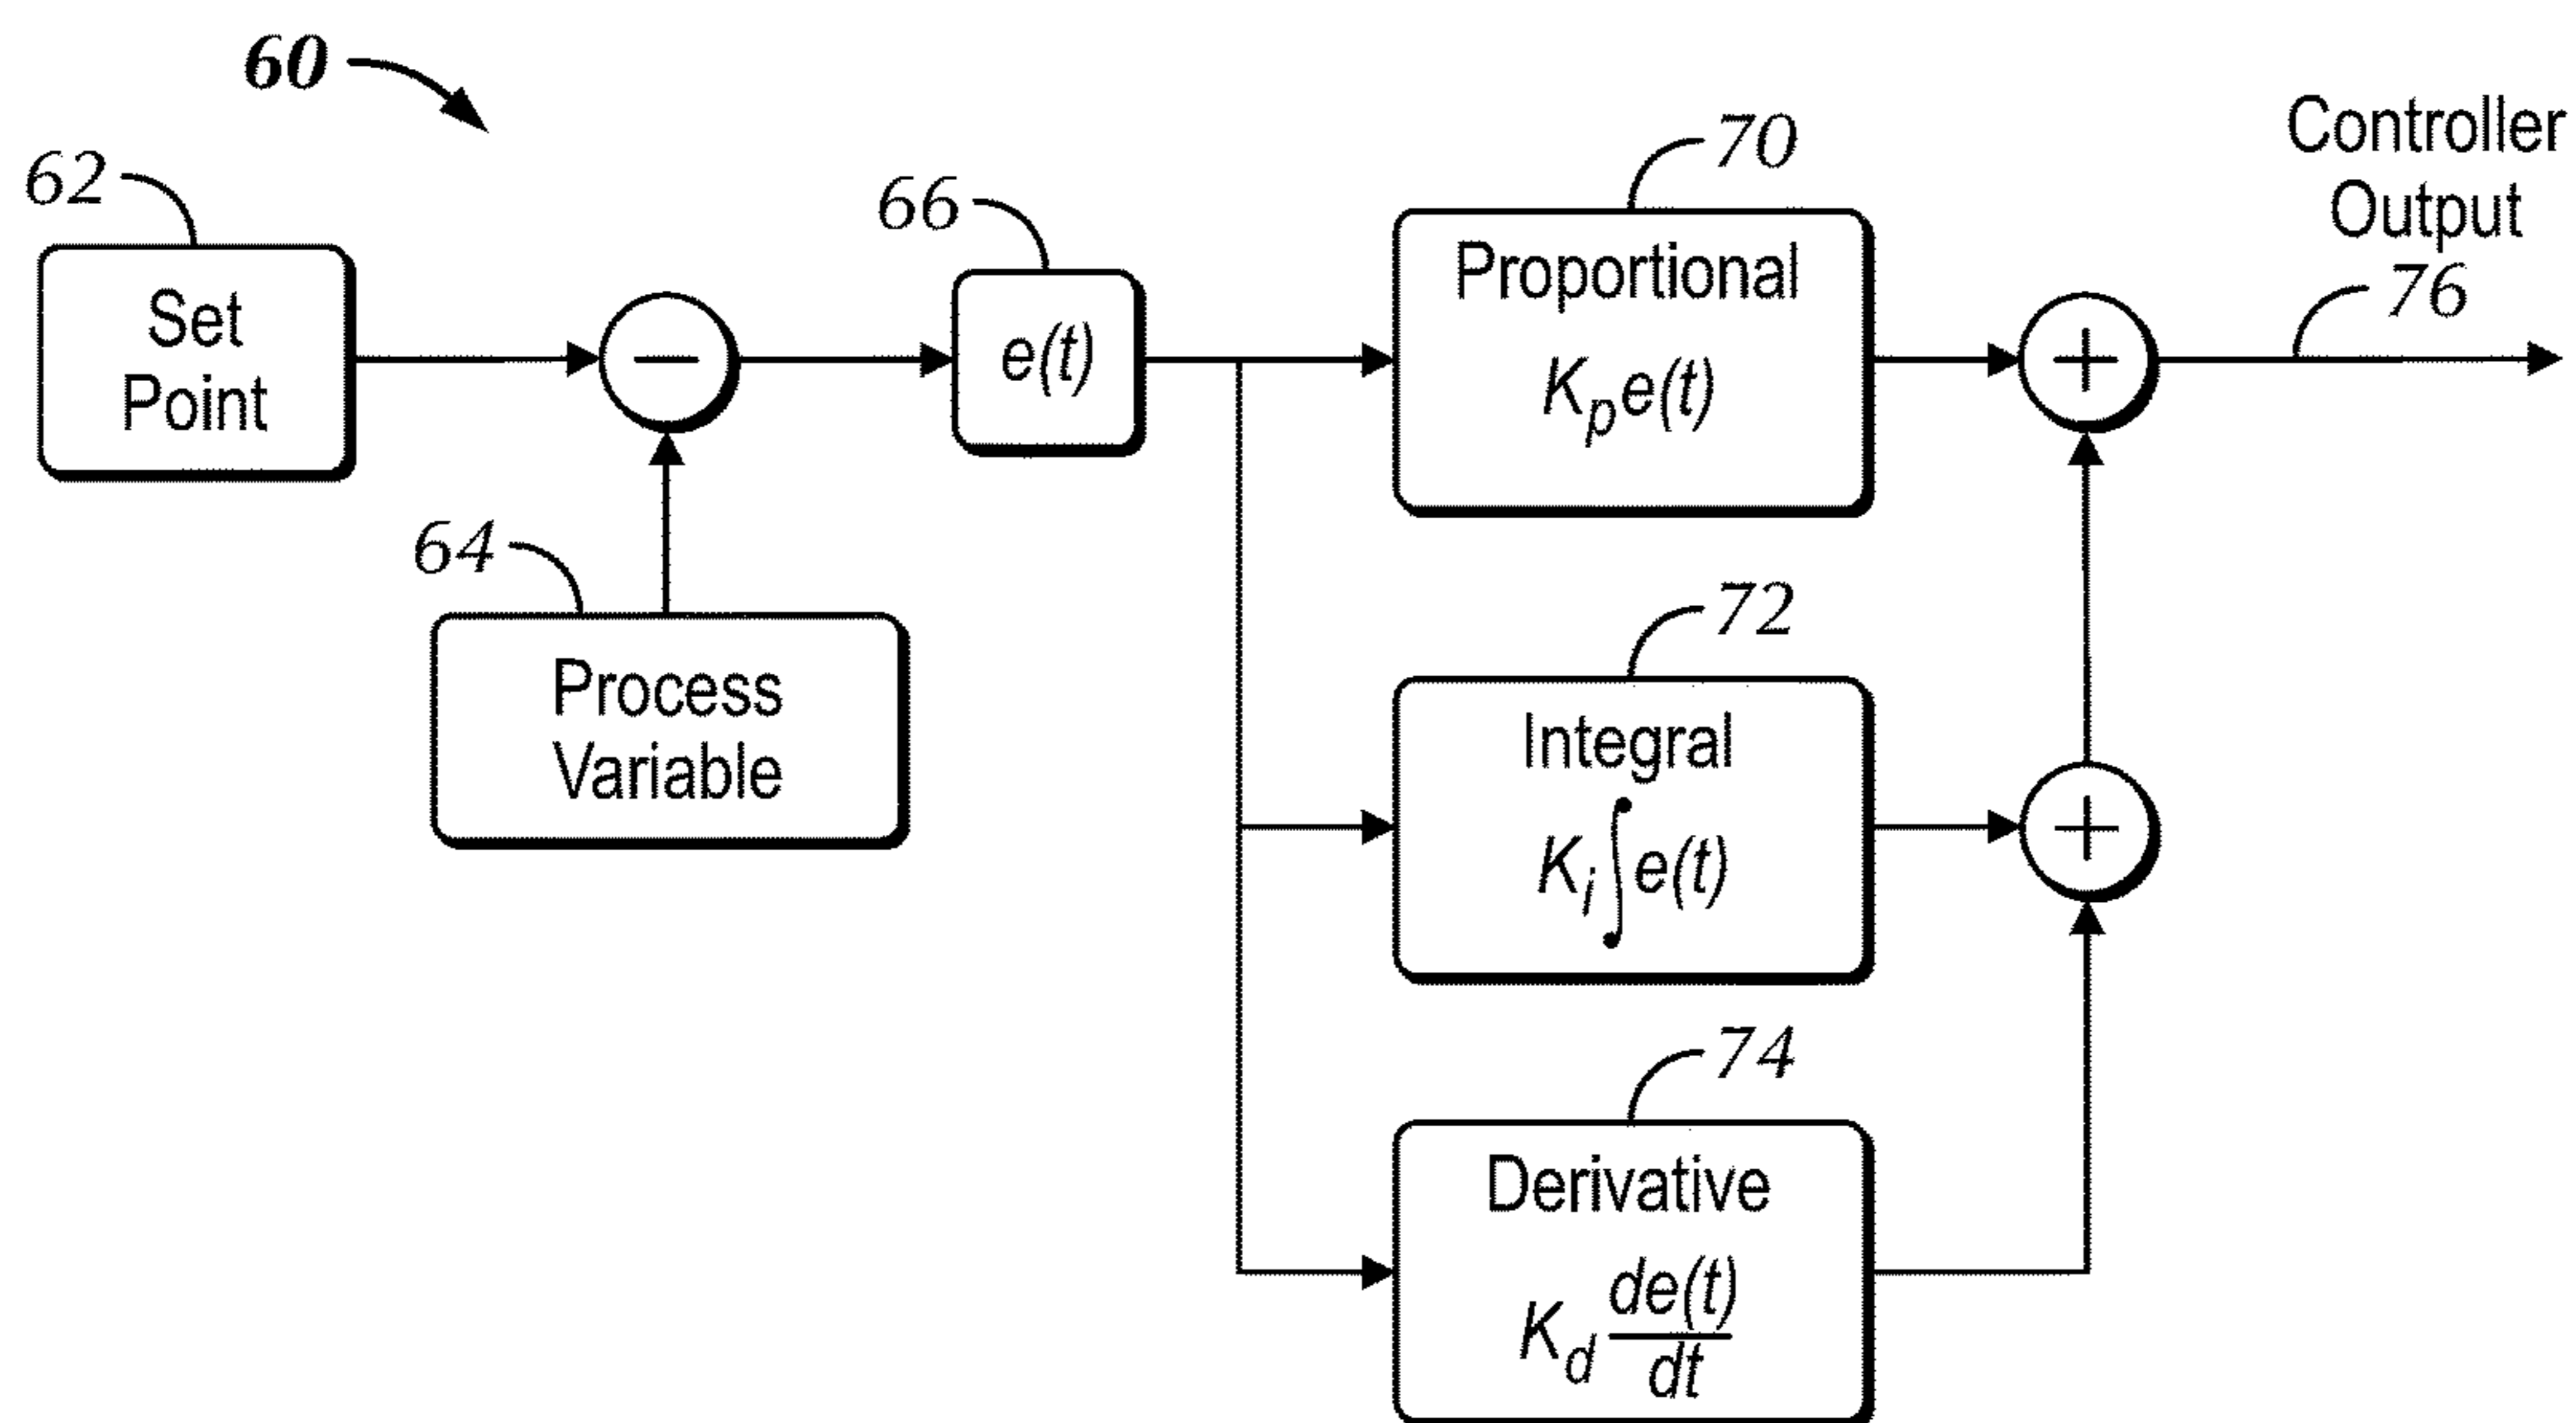 60
62
Set
Point
64
Process
Variable
66
e(t)
70
Proportional
Kₚe(t)
72
Integral
Kᵢ∫e(t)
74
Derivative
K_d de(t)/dt
Controller
Output
76
−
+
+